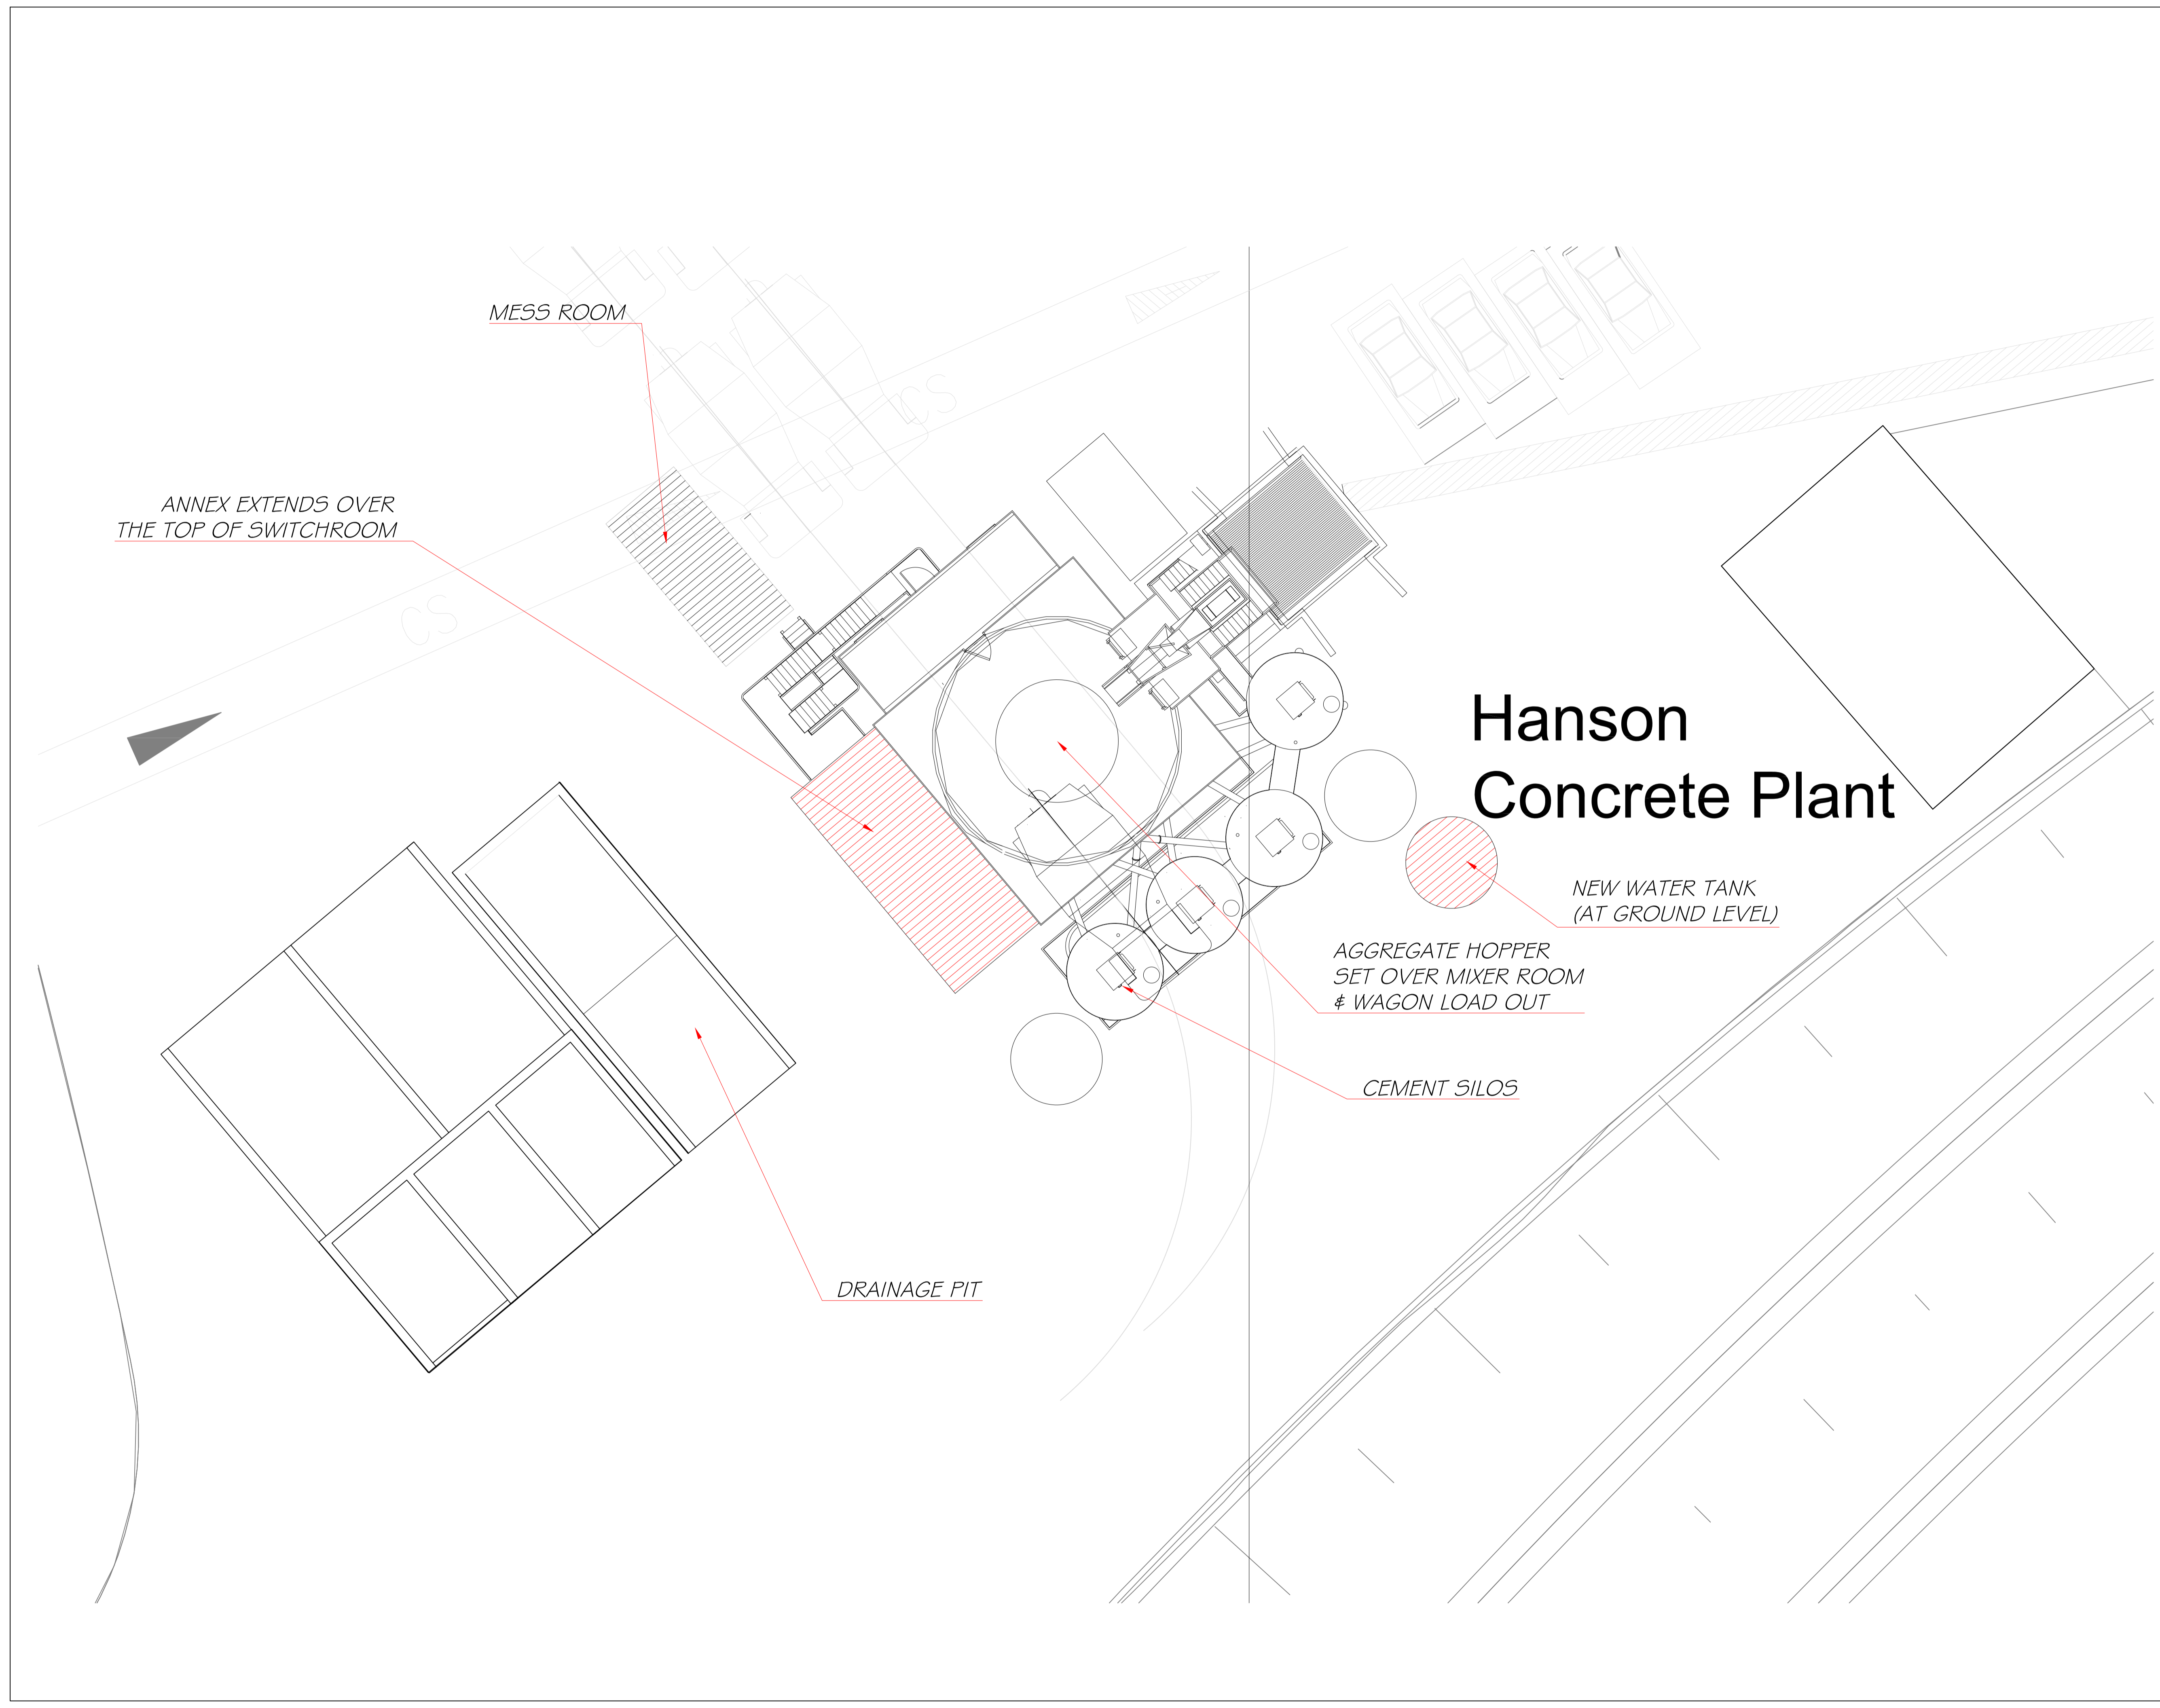 MESS ROOM
CS
ANNEX EXTENDS OVER
THE TOP OF SWITCHROOM
CS
Hanson
Concrete Plant
NEW WATER TANK
(AT GROUND LEVEL)
AGGREGATE HOPPER
SET OVER MIXER ROOM
& WAGON LOAD OUT
CEMENT SILOS
DRAINAGE PIT